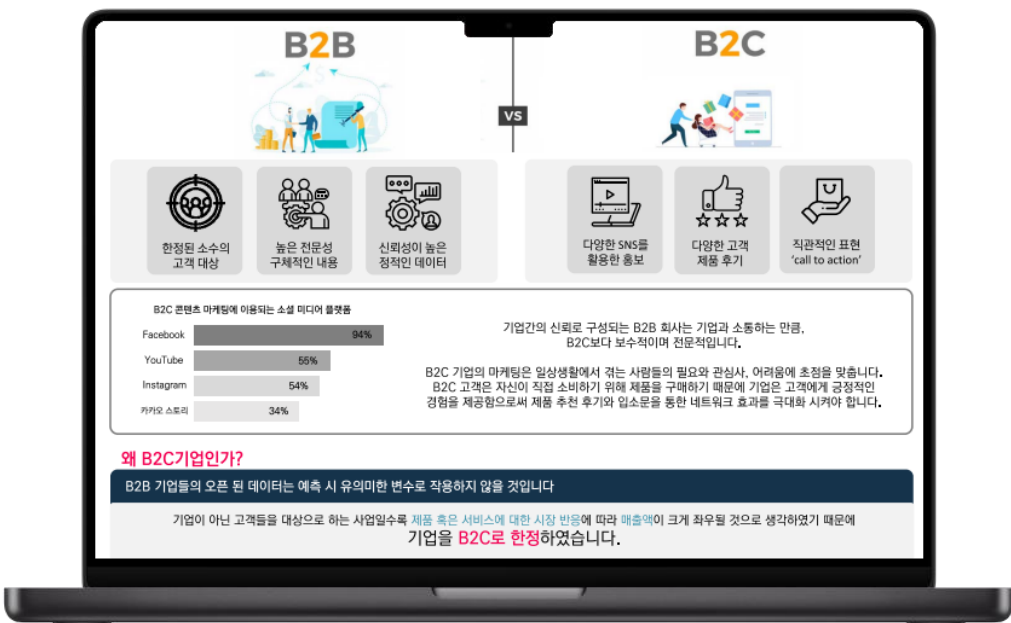 B2B
VS
B2C
한정된 소수의
고객 대상
높은 전문성
구체적인 내용
신뢰성이 높은
정적인 데이터
다양한 SNS를
활용한 홍보
다양한 고객
제품 후기
직관적인 표현
‘call to action’
B2C 콘텐츠 마케팅에 이용되는 소셜 미디어 플랫폼
Facebook 94%
YouTube 55%
Instagram 54%
카카오 스토리 34%
기업간의 신뢰로 구성되는 B2B 회사는 기업과 소통하는 만큼,
B2C보다 보수적이며 전문적입니다.
B2C 기업의 마케팅은 일상생활에서 겪는 사람들의 필요와 관심사, 어려움에 초점을 맞춥니다.
B2C 고객은 자신이 직접 소비하기 위해 제품을 구매하기 때문에 기업은 고객에게 긍정적인
경험을 제공함으로써 제품 추천 후기와 입소문을 통한 네트워크 효과를 극대화 시켜야 합니다.
왜 B2C기업인가?
B2B 기업들의 오픈 된 데이터는 예측 시 유의미한 변수로 작용하지 않을 것입니다
기업이 아닌 고객들을 대상으로 하는 사업일수록 제품 혹은 서비스에 대한 시장 반응에 따라 매출액이 크게 좌우될 것으로 생각하였기 때문에
기업을 B2C로 한정하였습니다.